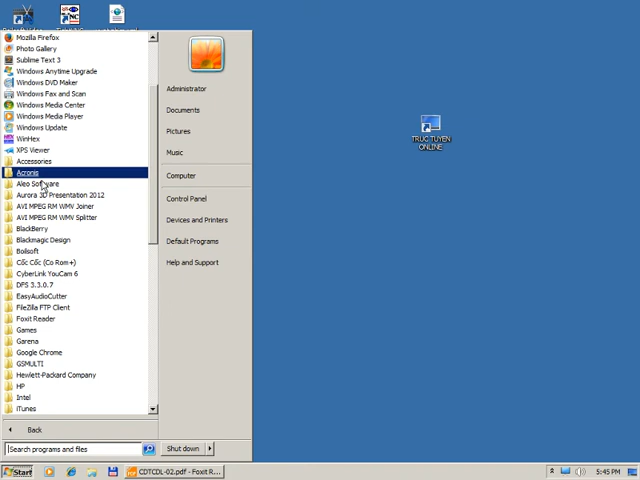 Mozilla Firefox
Photo Gallery
Sublime Text 3
Windows Anytime Upgrade
Windows DVD Maker
Windows Fax and Scan
Windows Media Center
Windows Media Player
Windows Update
WinHex
XPS Viewer
Accessories
Acronis
Aleo Software
Aurora 3D Presentation 2012
AVI MPEG RM WMV Joiner
AVI MPEG RM WMV Splitter
BlackBerry
Blackmagic Design
Boilsoft
Cốc Cốc (Cờ Rôm+)
CyberLink YouCam 6
DFS 3.3.0.7
EasyAudioCutter
FileZilla FTP Client
Foxit Reader
Games
Garena
Google Chrome
GSMULTI
Hewlett-Packard Company
HP
Intel
iTunes
Back
Search programs and files
Administrator
Documents
Pictures
Music
Computer
Control Panel
Devices and Printers
Default Programs
Help and Support
Shut down
TRUC TUYEN
ONLINE
Start
CDTCDL-02.pdf - Foxit R...
5:45 PM